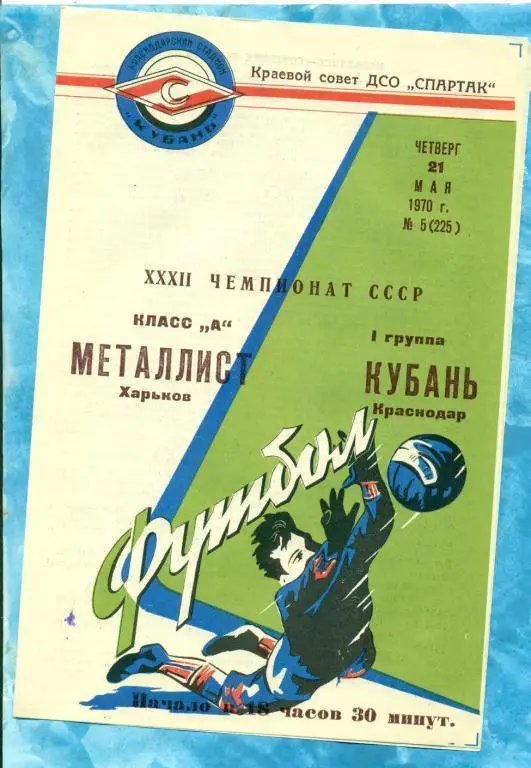 КРАСНОДАРСКИЙ СТАДИОН
С
"КУБАНЬ"
Краевой совет ДСО „СПАРТАК"
ЧЕТВЕРГ
21
МАЯ
1970 г.
№ 5 (225)
XXXII ЧЕМПИОНАТ СССР
КЛАСС „А"
I группа
МЕТАЛЛИСТ
КУБАНЬ
Харьков
Краснодар
Футбол
Начало в 18 часов 30 минут.